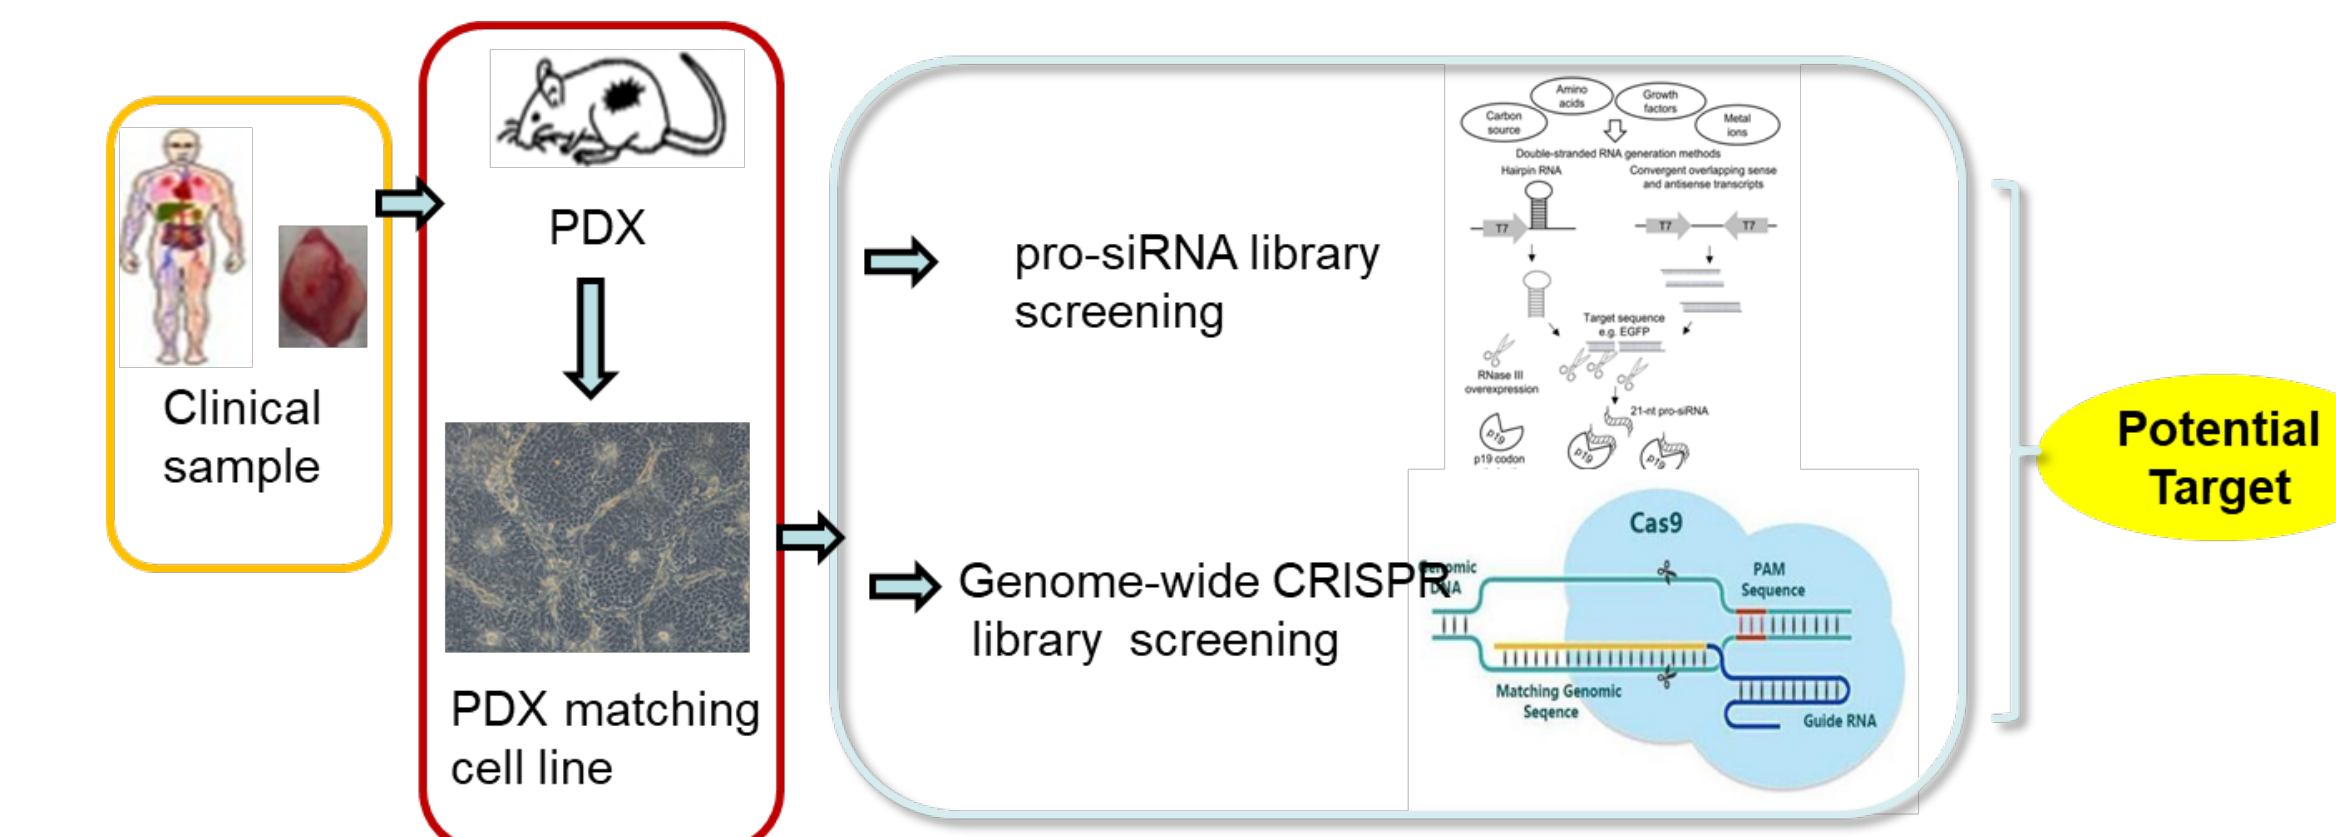 Clinical
sample
PDX
PDX matching
cell line
pro-siRNA library
screening
Genome-wide CRISPR
library screening
Amino
acids
Growth
factors
Carbon
source
Metal
ions
Double-stranded RNA generation methods
Hairpin RNA
Convergent overlapping sense
and antisense transcripts
T7
T7
T7
Target sequence
e.g. EGFP
RNase III
overexpression
21-nt pro-siRNA
p19
p19
p19
p19 codon
Cas9
Genomic
DNA
PAM
Sequence
Matching Genomic
Seqence
Guide RNA
Potential
Target